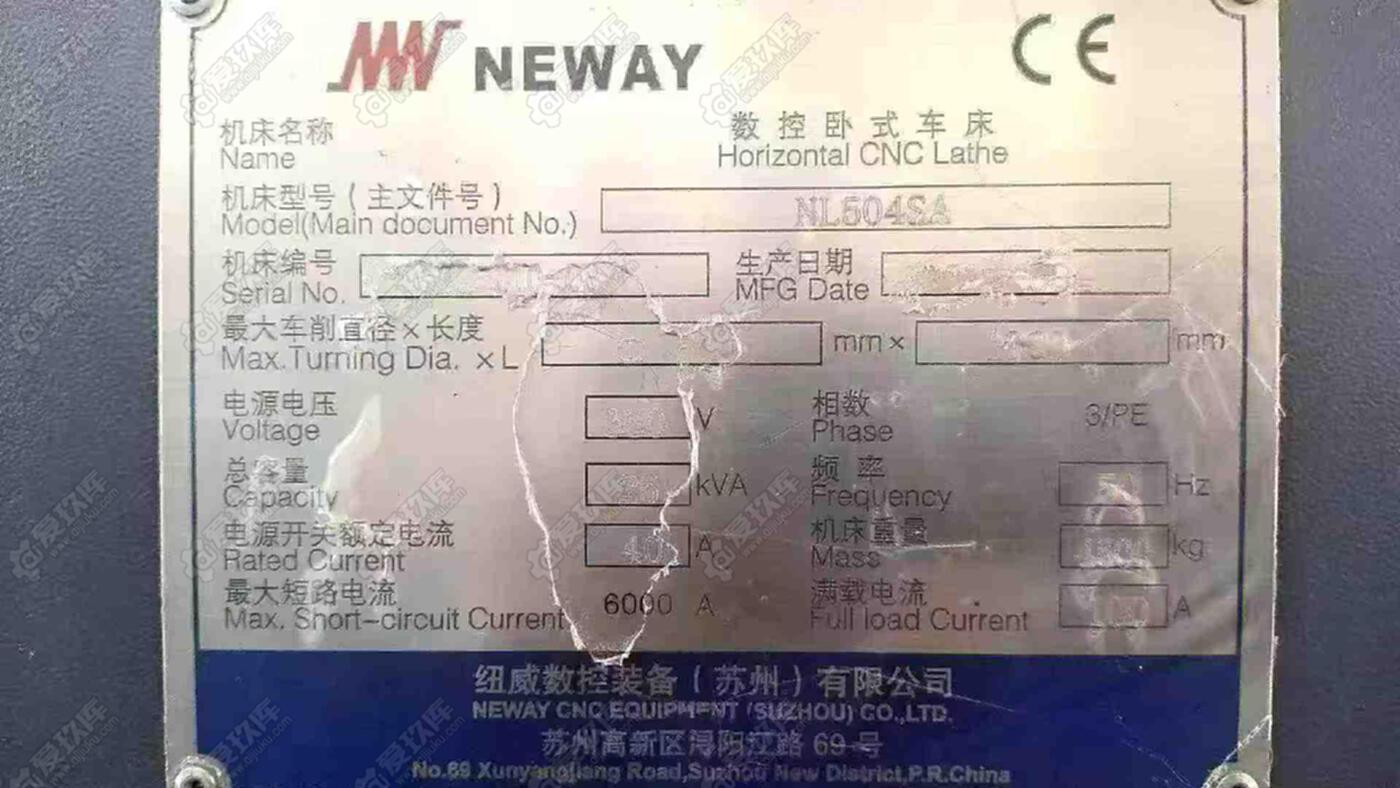 NEWAY CE
机床名称 数控卧式车床
Name Horizontal CNC Lathe
机床型号(主文件号)
Model(Main document No.) NL504SA
机床编号 生产日期
Serial No. MFG Date
最大车削直径×长度
Max.Turning Dia. ×L mm× mm
电源电压 相数
Voltage V Phase 3/PE
总容量 频率
Capacity kVA Frequency Hz
电源开关额定电流 机床重量
Rated Current 40 A Mass kg
最大短路电流 满载电流
Max. Short-circuit Current 6000 A Full load Current A
纽威数控装备(苏州)有限公司
NEWAY CNC EQUIPMENT (SUZHOU) CO.,LTD.
苏州高新区浔阳江路 69 号
No.69 Xunyangjiang Road,Suzhou New District,P.R.China
爱玖库